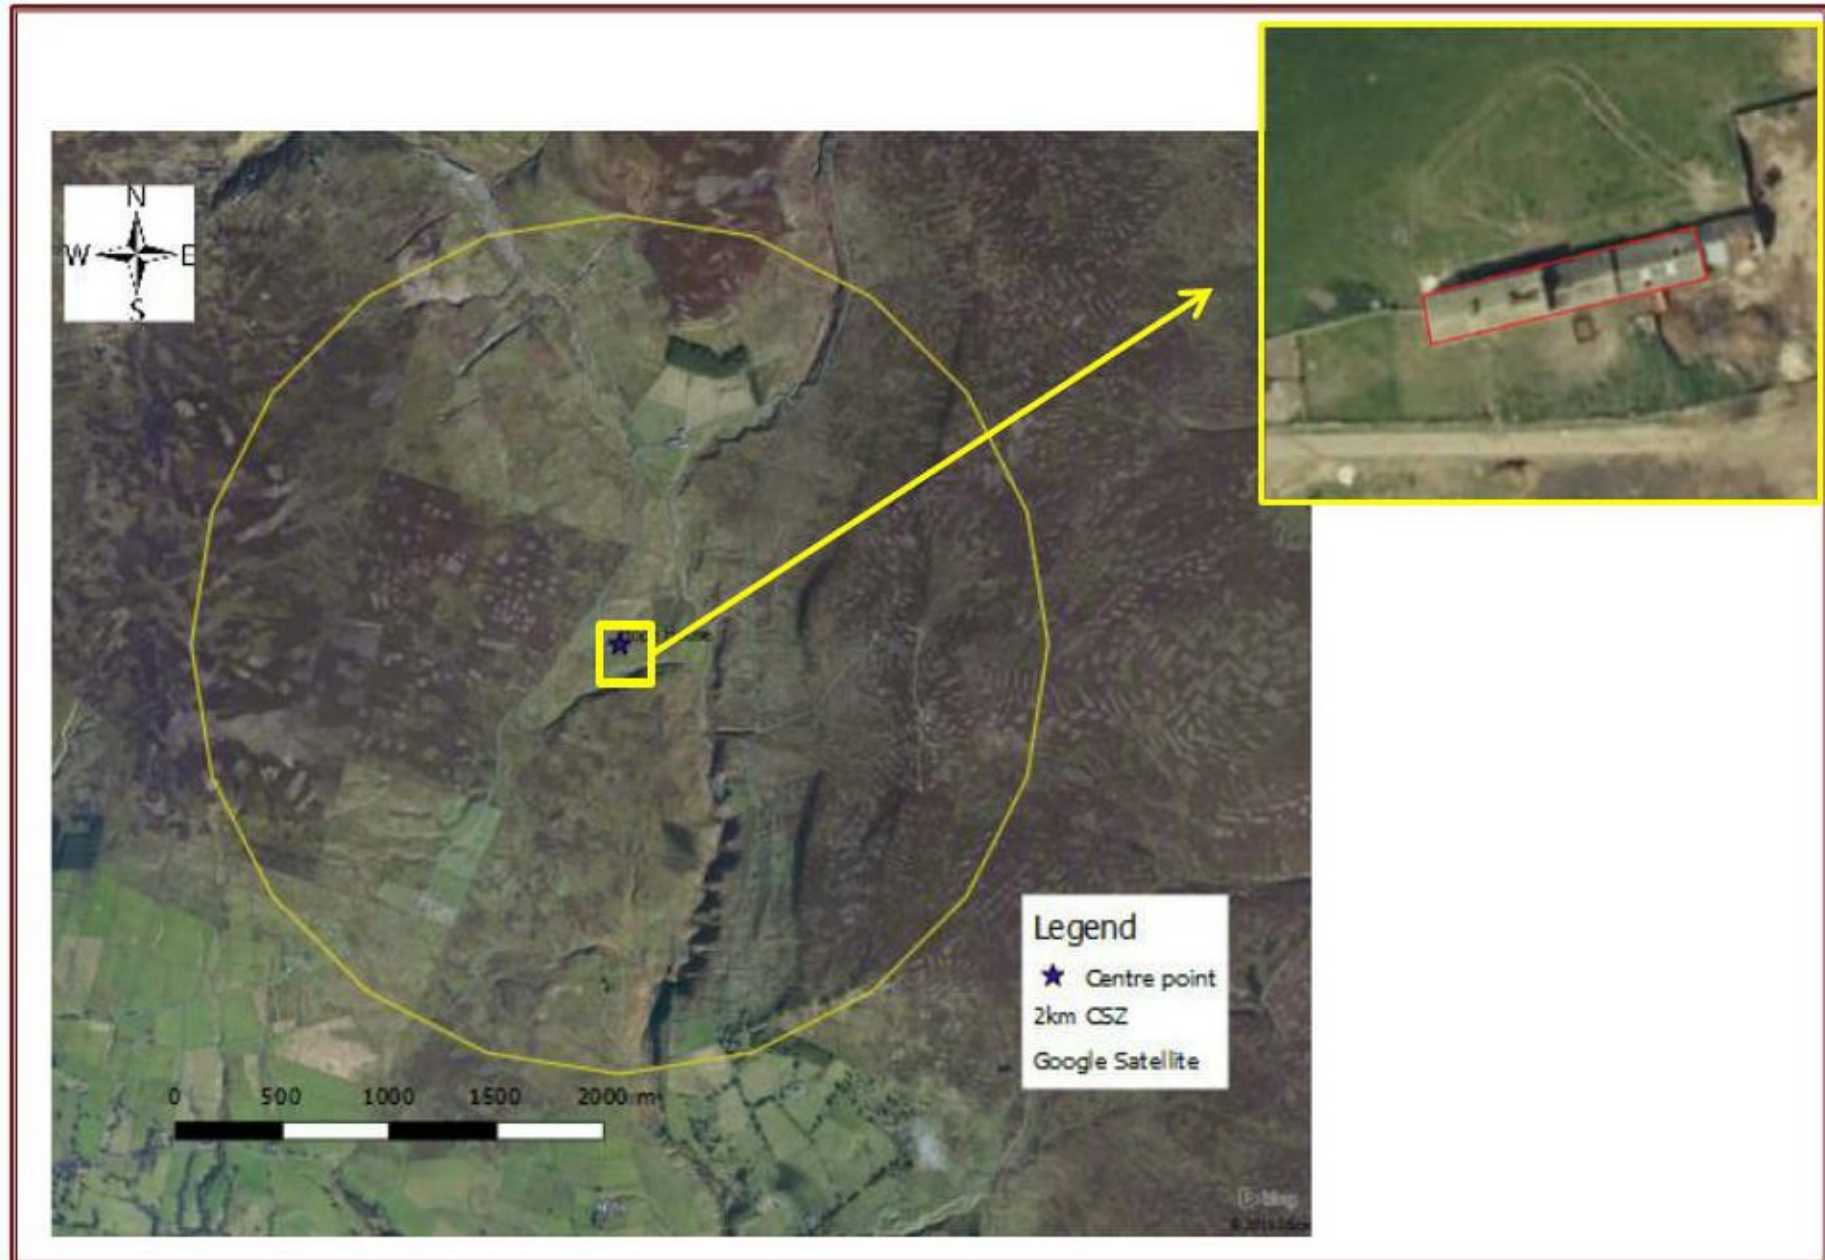 N
W E
S
Legend
Centre point
2km CSZ
Google Satellite
0 500 1000 1500 2000 m